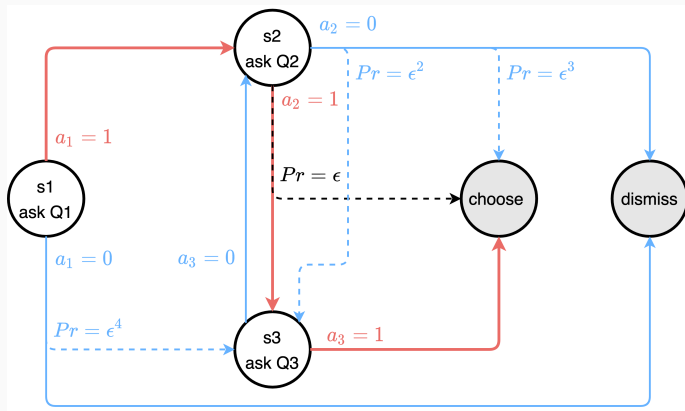 s2
ask Q2
a₂ = 0
Pr = ϵ²
Pr = ϵ³
a₂ = 1
a₁ = 1
Pr = ϵ
s1
ask Q1
choose
dismiss
a₁ = 0
a₃ = 0
Pr = ϵ⁴
s3
ask Q3
a₃ = 1